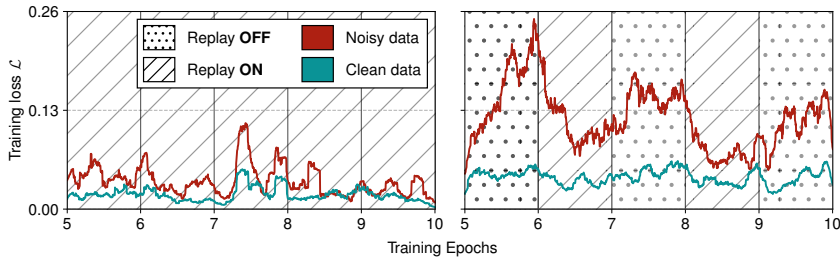 0.26
0.13
0.00
Training loss ℒ
Replay OFF
Replay ON
Noisy data
Clean data
5 6 7 8 9 10
5 6 7 8 9 10
Training Epochs